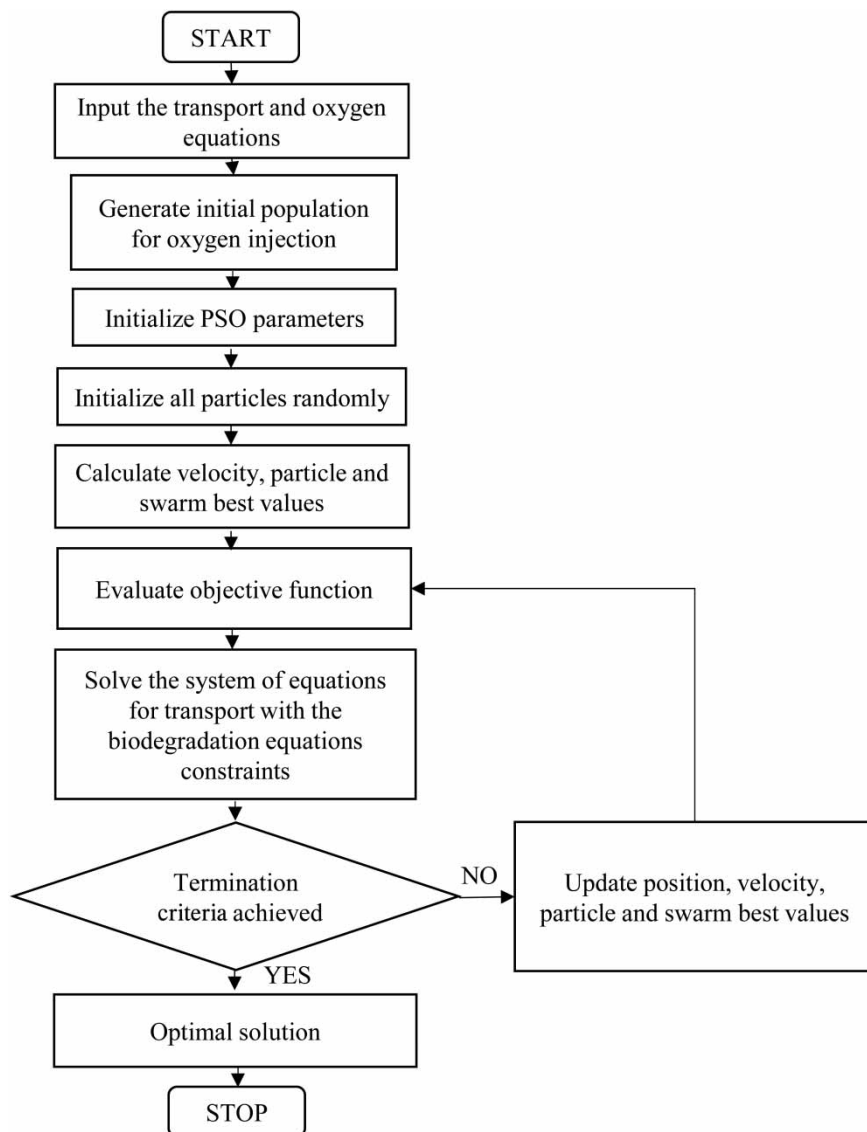 START
Input the transport and oxygen
equations
Generate initial population
for oxygen injection
Initialize PSO parameters
Initialize all particles randomly
Calculate velocity, particle and
swarm best values
Evaluate objective function
Solve the system of equations
for transport with the
biodegradation equations
constraints
Termination
criteria achieved
NO
Update position, velocity,
particle and swarm best values
YES
Optimal solution
STOP